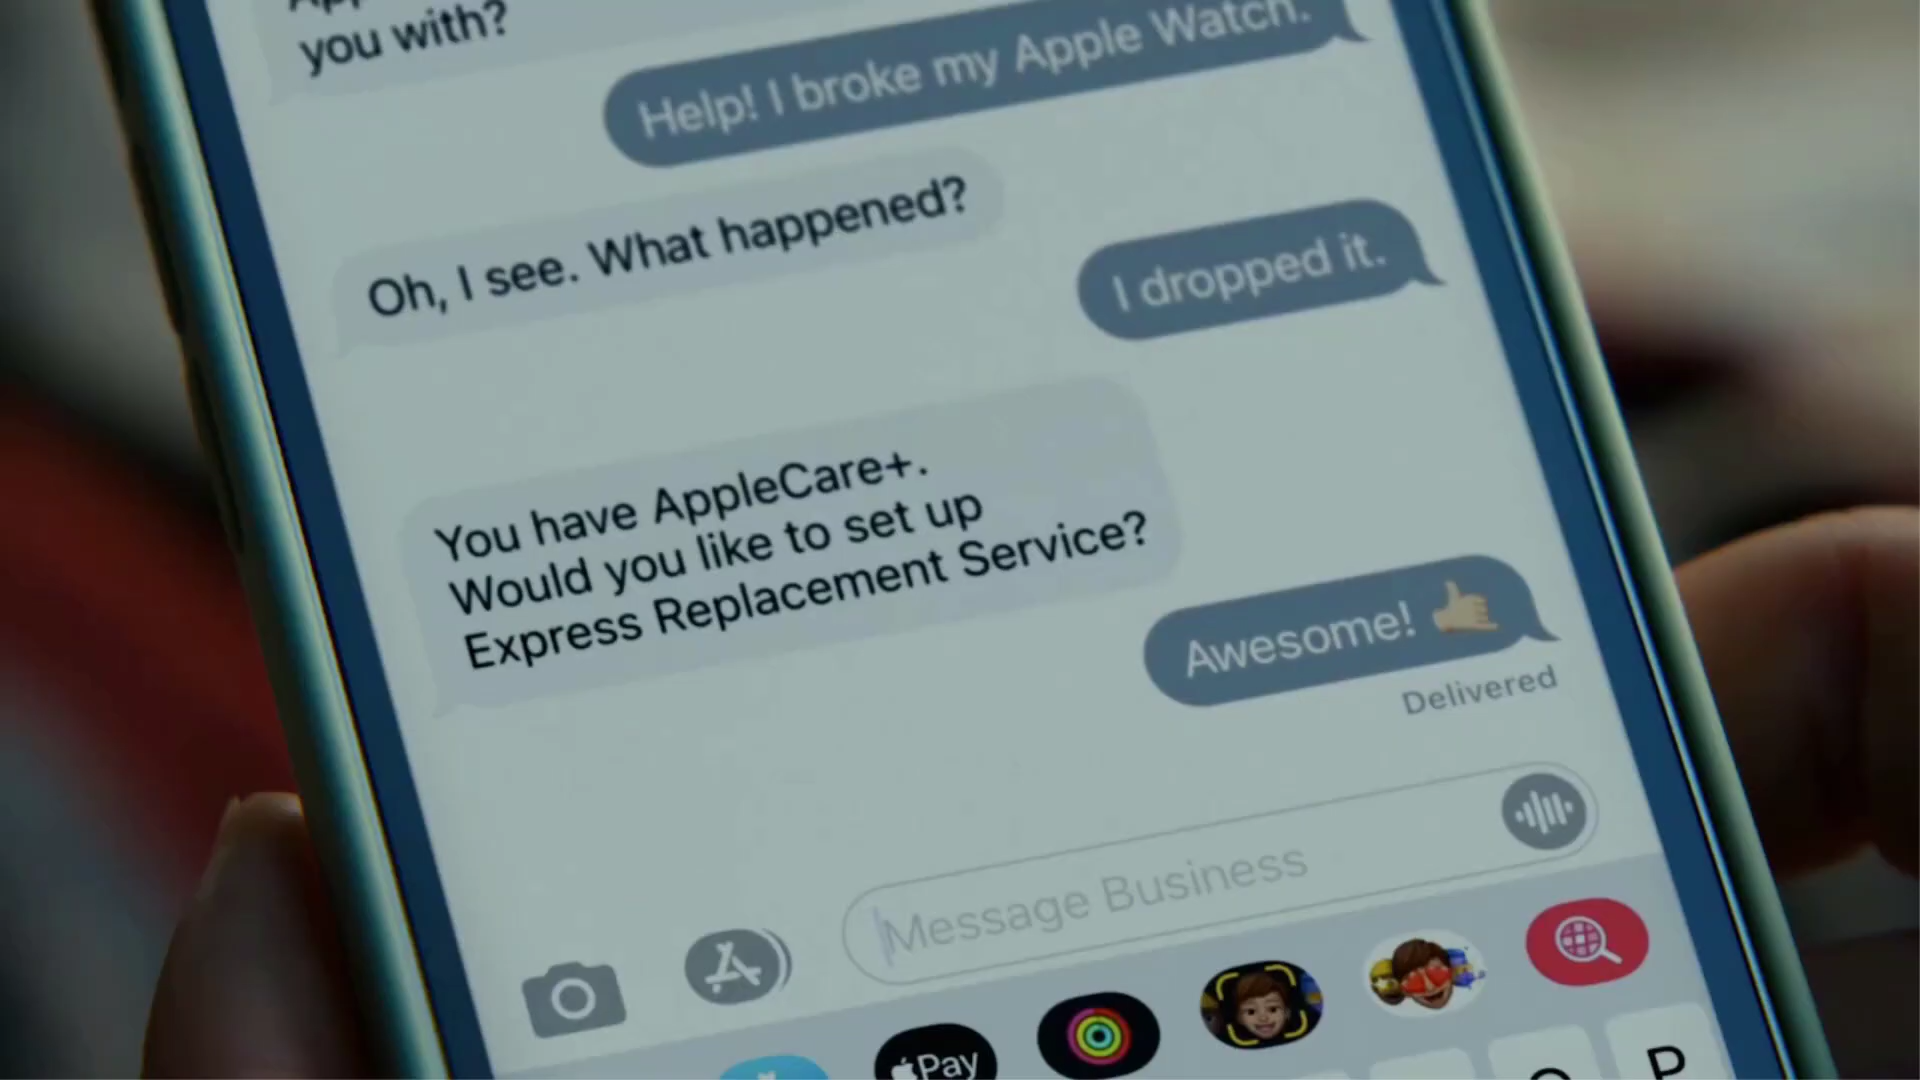 you with?
Help! I broke my Apple Watch.
Oh, I see. What happened?
I dropped it.
You have AppleCare+.
Would you like to set up
Express Replacement Service?
Awesome! 🤙🏼
Delivered
Message Business
Pay
P